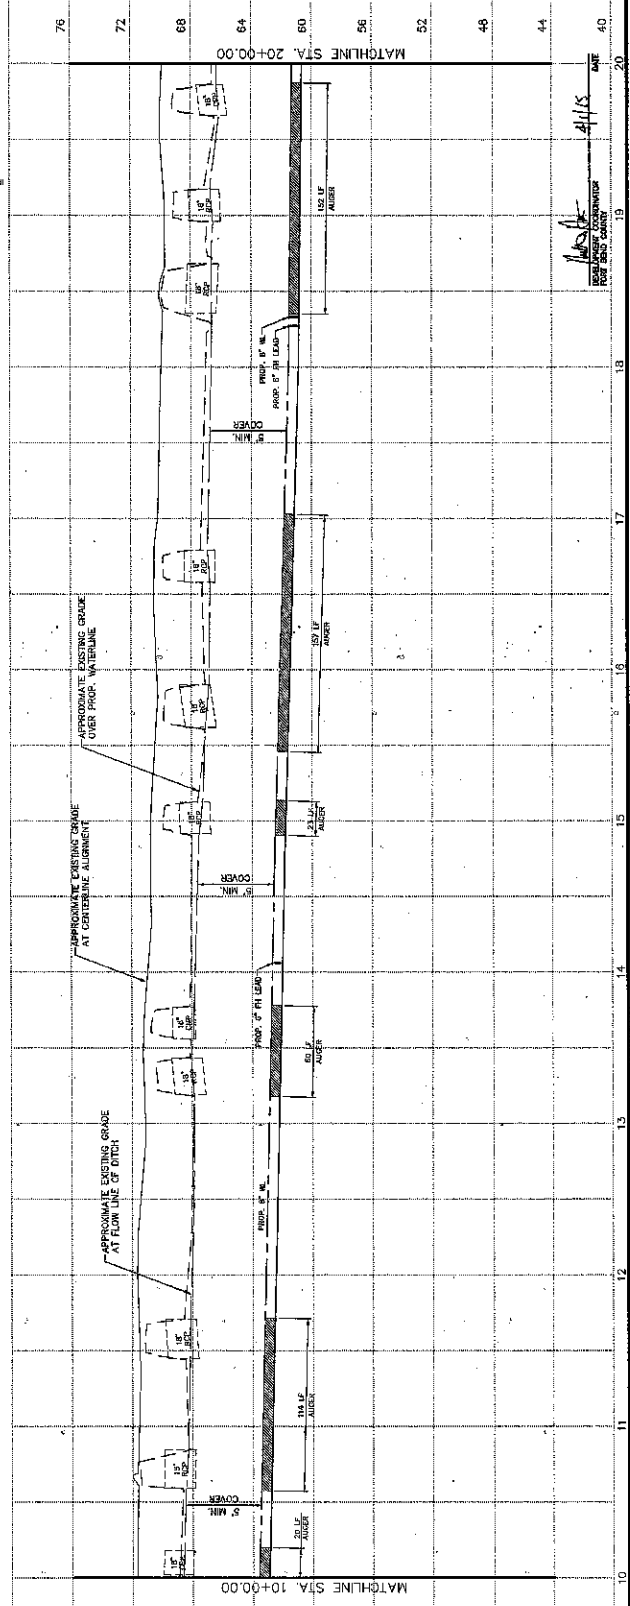 76
72
68
64
60
56
52
48
44
40
MATCHLINE STA. 20+00.00
MATCHLINE STA. 10+00.00
10
11
12
13
14
15
16
17
18
19
20
APPROXIMATE EXISTING GRADE
AT FLOW LINE OF DITCH
APPROXIMATE EXISTING GRADE
AT CENTERLINE ALIGNMENT
APPROXIMATE EXISTING GRADE
OVER PROP. WATERLINE
18"
15"
RCP
18"
RCP
18"
RCP
18"
CMP
18"
RCP
18"
RCP
18"
RCP
18"
RCP
18"
RCP
18"
CMP
5' MIN.
COVER
5' MIN.
COVER
5' MIN.
COVER
20 LF
AUGER
114 LF
AUGER
PROP. 8" WL
60 LF
AUGER
PROP. 6" FH LEAD
23 LF
AUGER
157 LF
AUGER
PROP. 8" WL
PROP. 6" FH LEAD
152 LF
AUGER
4/1/15
DEVELOPMENT COORDINATOR
DATE
FORT BEND COUNTY